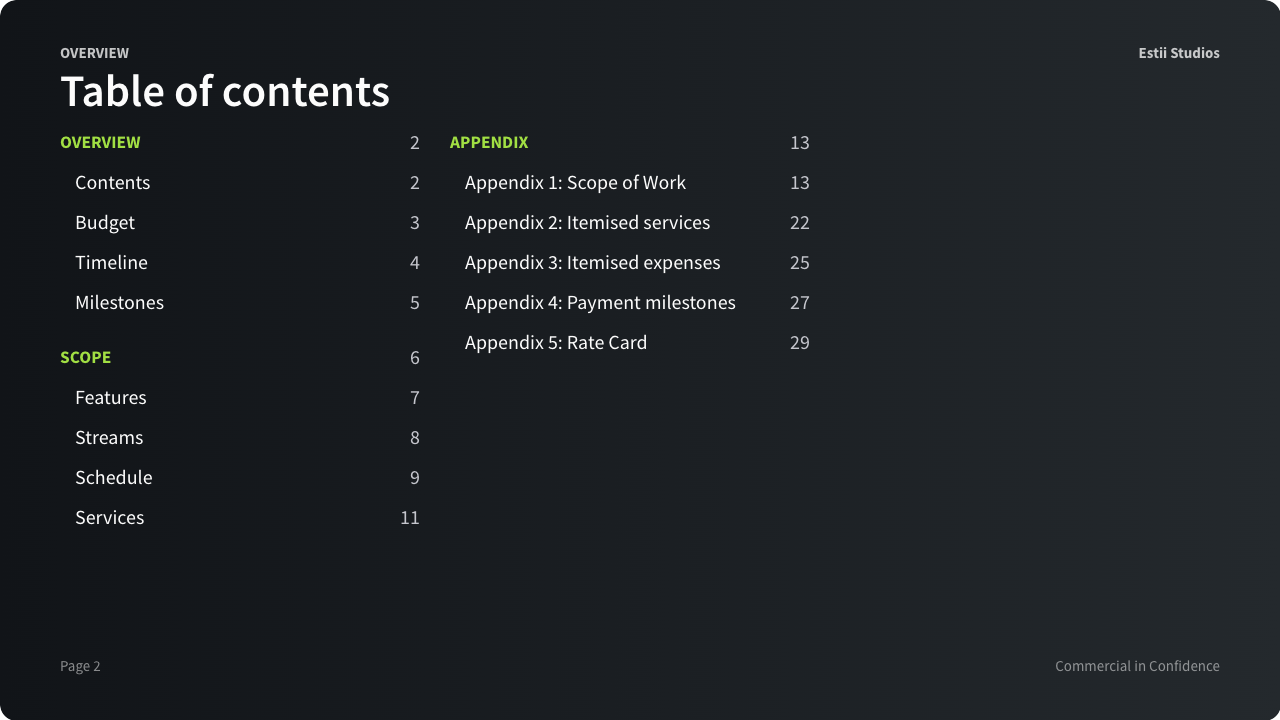 OVERVIEW
Estii Studios
Table of contents
OVERVIEW 2
Contents 2
Budget 3
Timeline 4
Milestones 5
SCOPE 6
Features 7
Streams 8
Schedule 9
Services 11
APPENDIX 13
Appendix 1: Scope of Work 13
Appendix 2: Itemised services 22
Appendix 3: Itemised expenses 25
Appendix 4: Payment milestones 27
Appendix 5: Rate Card 29
Page 2
Commercial in Confidence